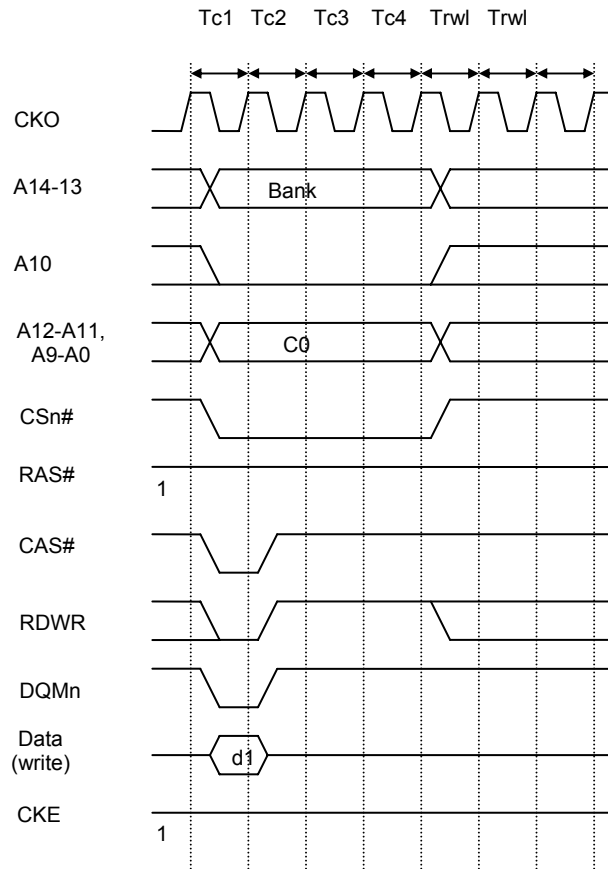 Tc1 Tc2 Tc3 Tc4 Trwl Trwl
CKO
A14-13
Bank
A10
A12-A11,
A9-A0
C0
CSn#
RAS#
1
CAS#
RDWR
DQMn
Data
(write)
d1
CKE
1